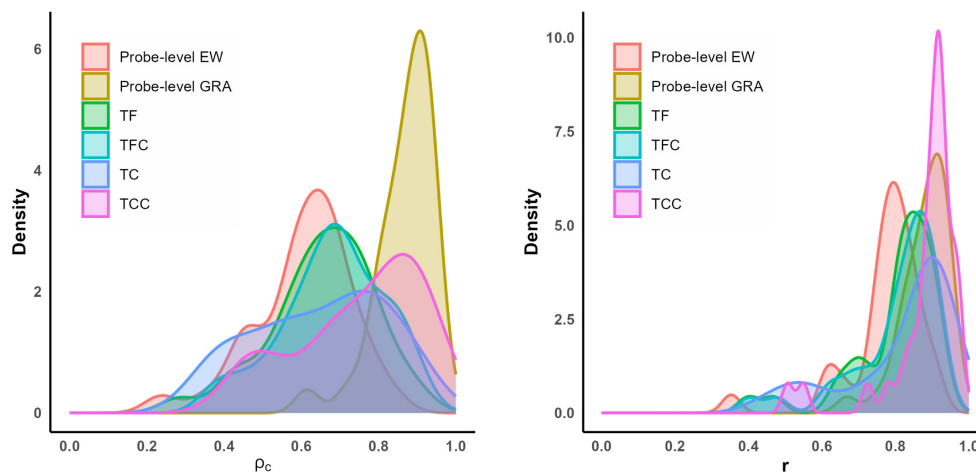 Probe-level EW
Probe-level GRA
TF
TFC
TC
TCC
Density
6
4
2
0
0.0 0.2 0.4 0.6 0.8 1.0
ρc
Probe-level EW
Probe-level GRA
TF
TFC
TC
TCC
Density
10.0
7.5
5.0
2.5
0.0
0.0 0.2 0.4 0.6 0.8 1.0
r